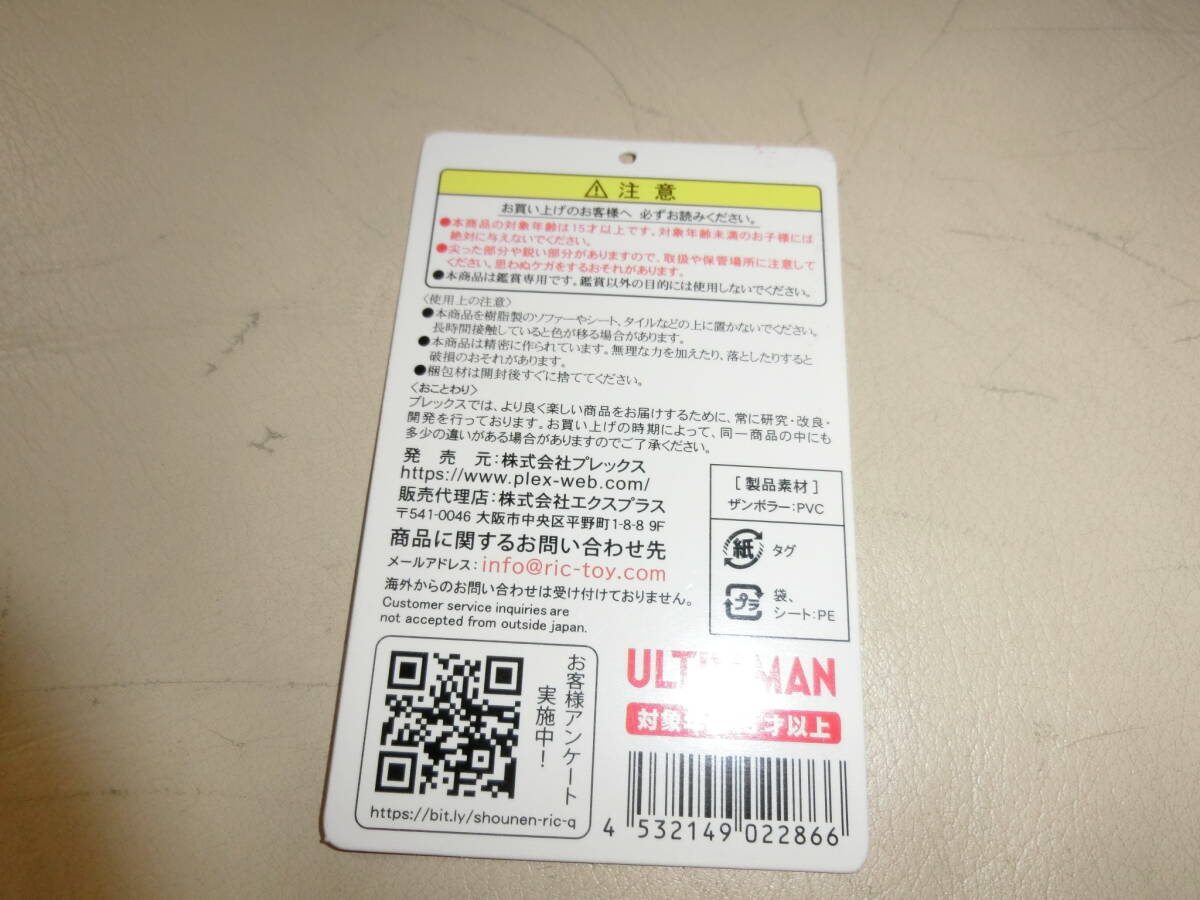 ⚠注意
お買い上げのお客様へ 必ずお読みください。
●本商品の対象年齢は15才以上です。対象年齢未満のお子様には
絶対に与えないでください。
●尖った部分や鋭い部分がありますので、取扱や保管場所に注意して
ください。思わぬケガをするおそれがあります。
●本商品は鑑賞専用です。鑑賞以外の目的には使用しないでください。
〈使用上の注意〉
●本商品を樹脂製のソファーやシート、タイルなどの上に置かないでください。
長時間接触していると色が移る場合があります。
●本商品は精密に作られています。無理な力を加えたり、落としたりすると
破損のおそれがあります。
●梱包材は開封後すぐに捨ててください。
〈おことわり〉
プレックスでは、より良く楽しい商品をお届けするために、常に研究・改良・
開発を行っております。お買い上げの時期によって、同一商品の中にも
多少の違いがある場合がありますのでご了承ください。
発売元:株式会社プレックス
https://www.plex-web.com/
販売代理店:株式会社エクスプラス
〒541-0046 大阪市中央区平野町1-8-8 9F
商品に関するお問い合わせ先
メールアドレス:info@ric-toy.com
海外からのお問い合わせは受け付けておりません。
Customer service inquiries are
not accepted from outside japan.
[製品素材]
ザンボラー:PVC
紙 タグ
プラ 袋、
シート:PE
お客様アンケート
実施中!
https://bit.ly/shounen-ric-q
ULTRAMAN
対象年 才以上
4 532149 022866